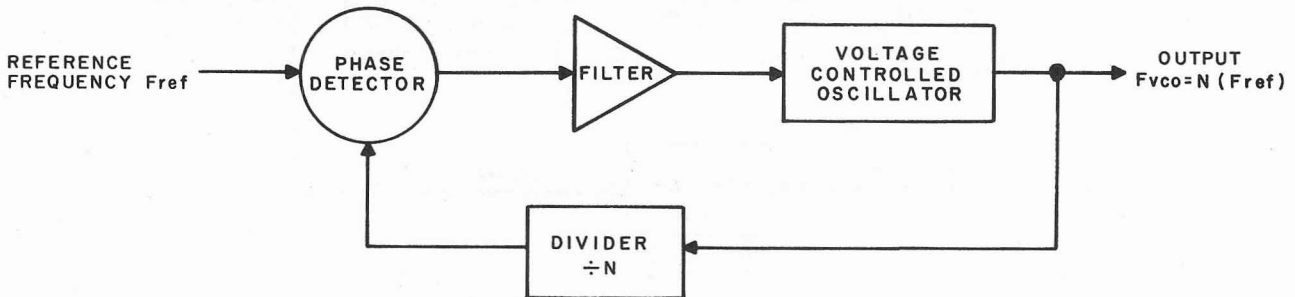 REFERENCE
FREQUENCY Fref
PHASE
DETECTOR
FILTER
VOLTAGE
CONTROLLED
OSCILLATOR
OUTPUT
Fvco=N (Fref)
DIVIDER
÷N